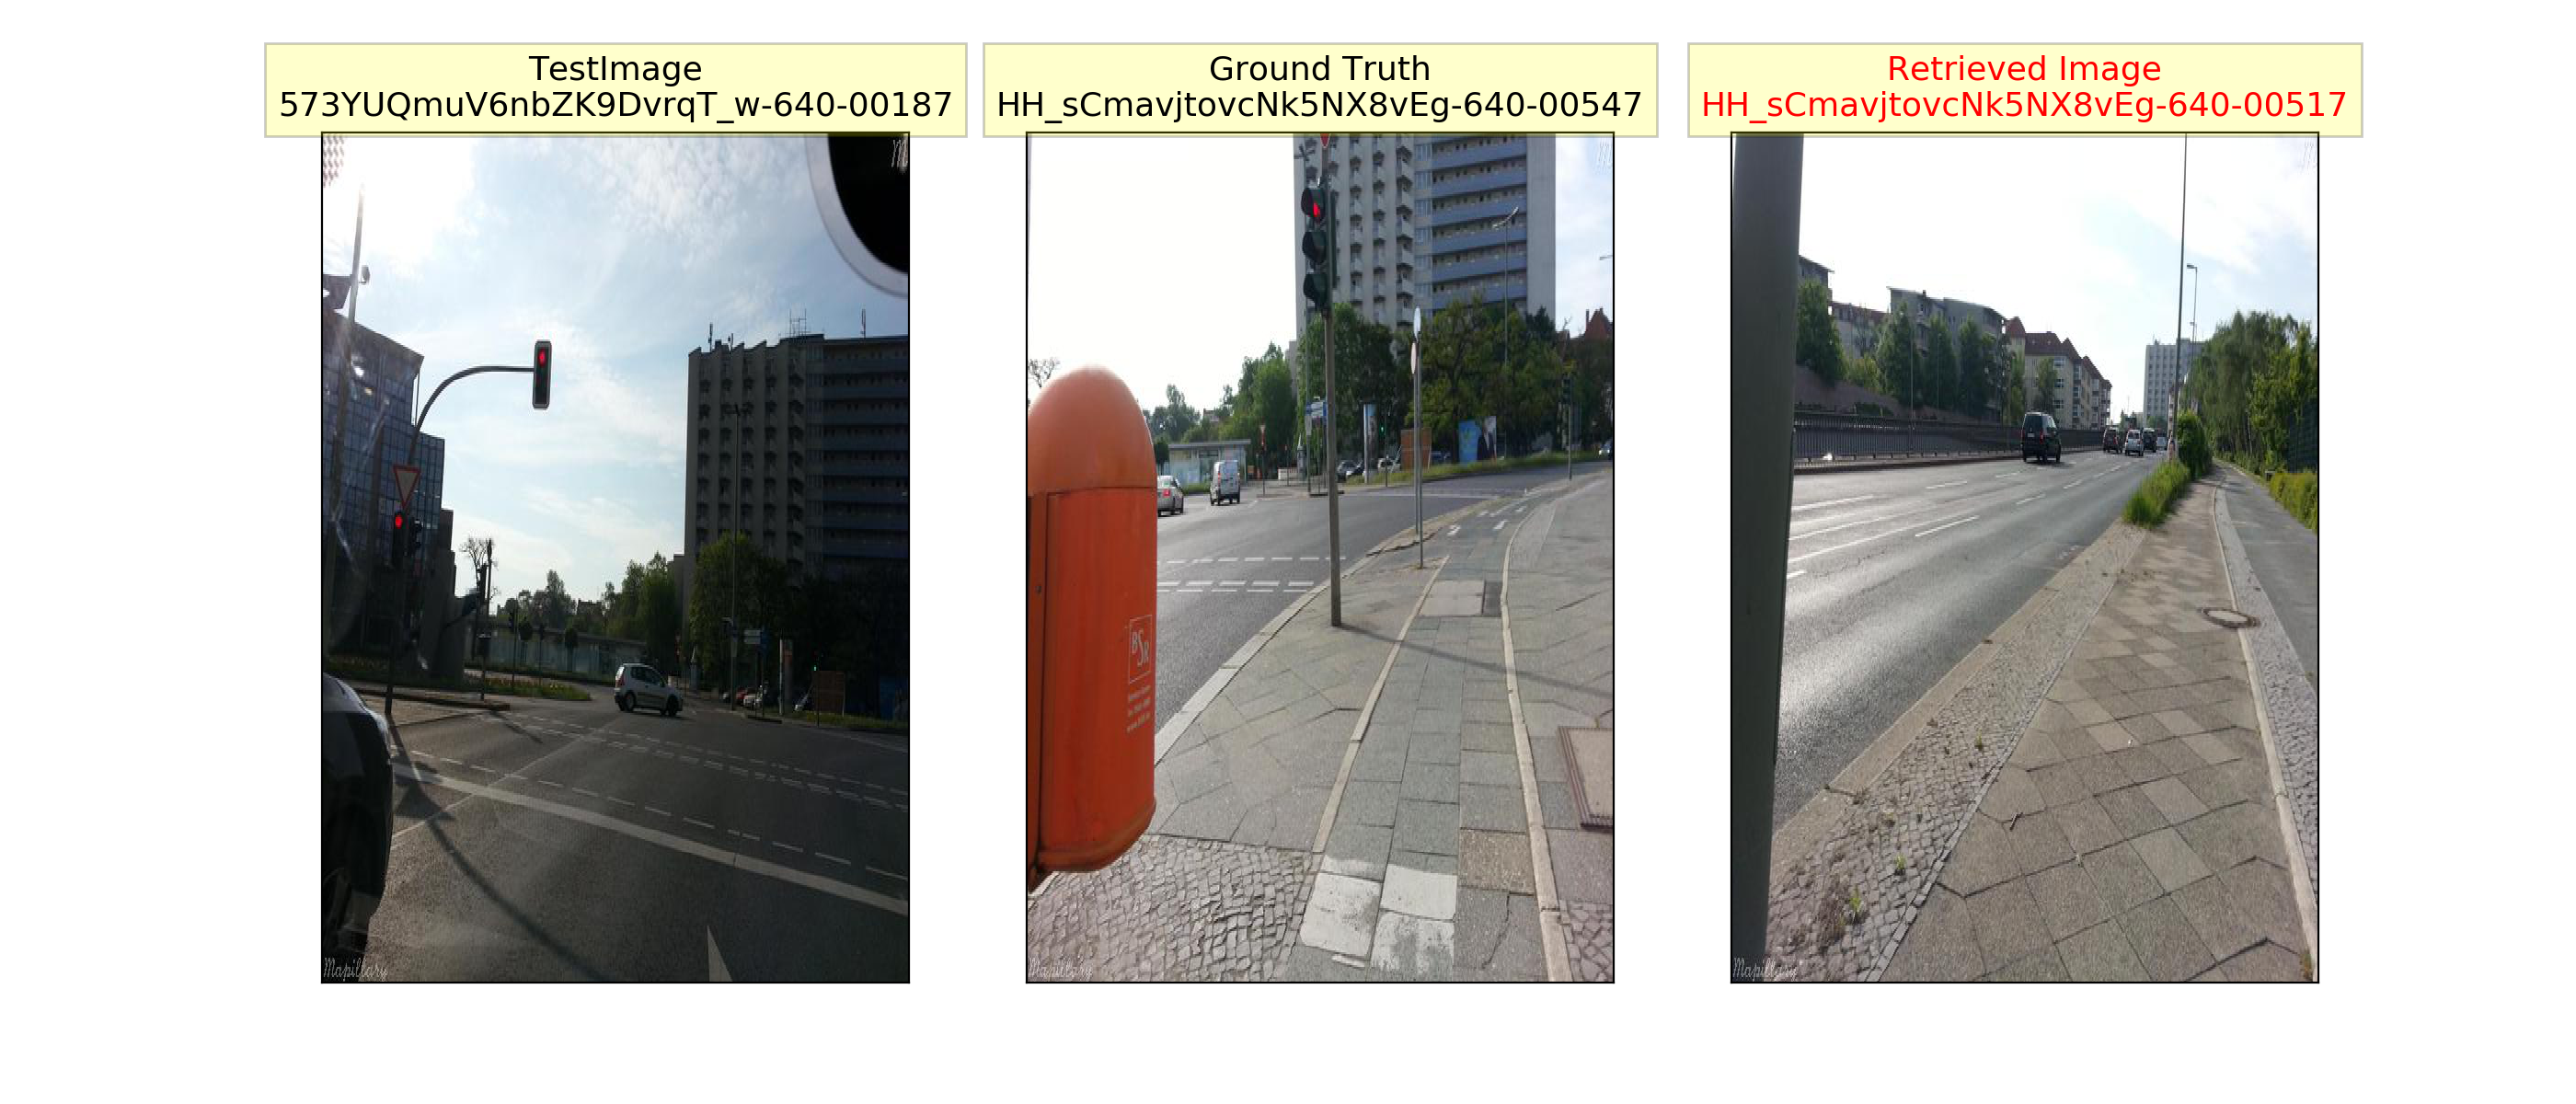 TestImage
573YUQmuV6nbZK9DvrqT_w-640-00187
Ground Truth
HH_sCmavjtovcNk5NX8vEg-640-00547
Retrieved Image
HH_sCmavjtovcNk5NX8vEg-640-00517
BSR
Mapillary
Mapillary
Mapillary